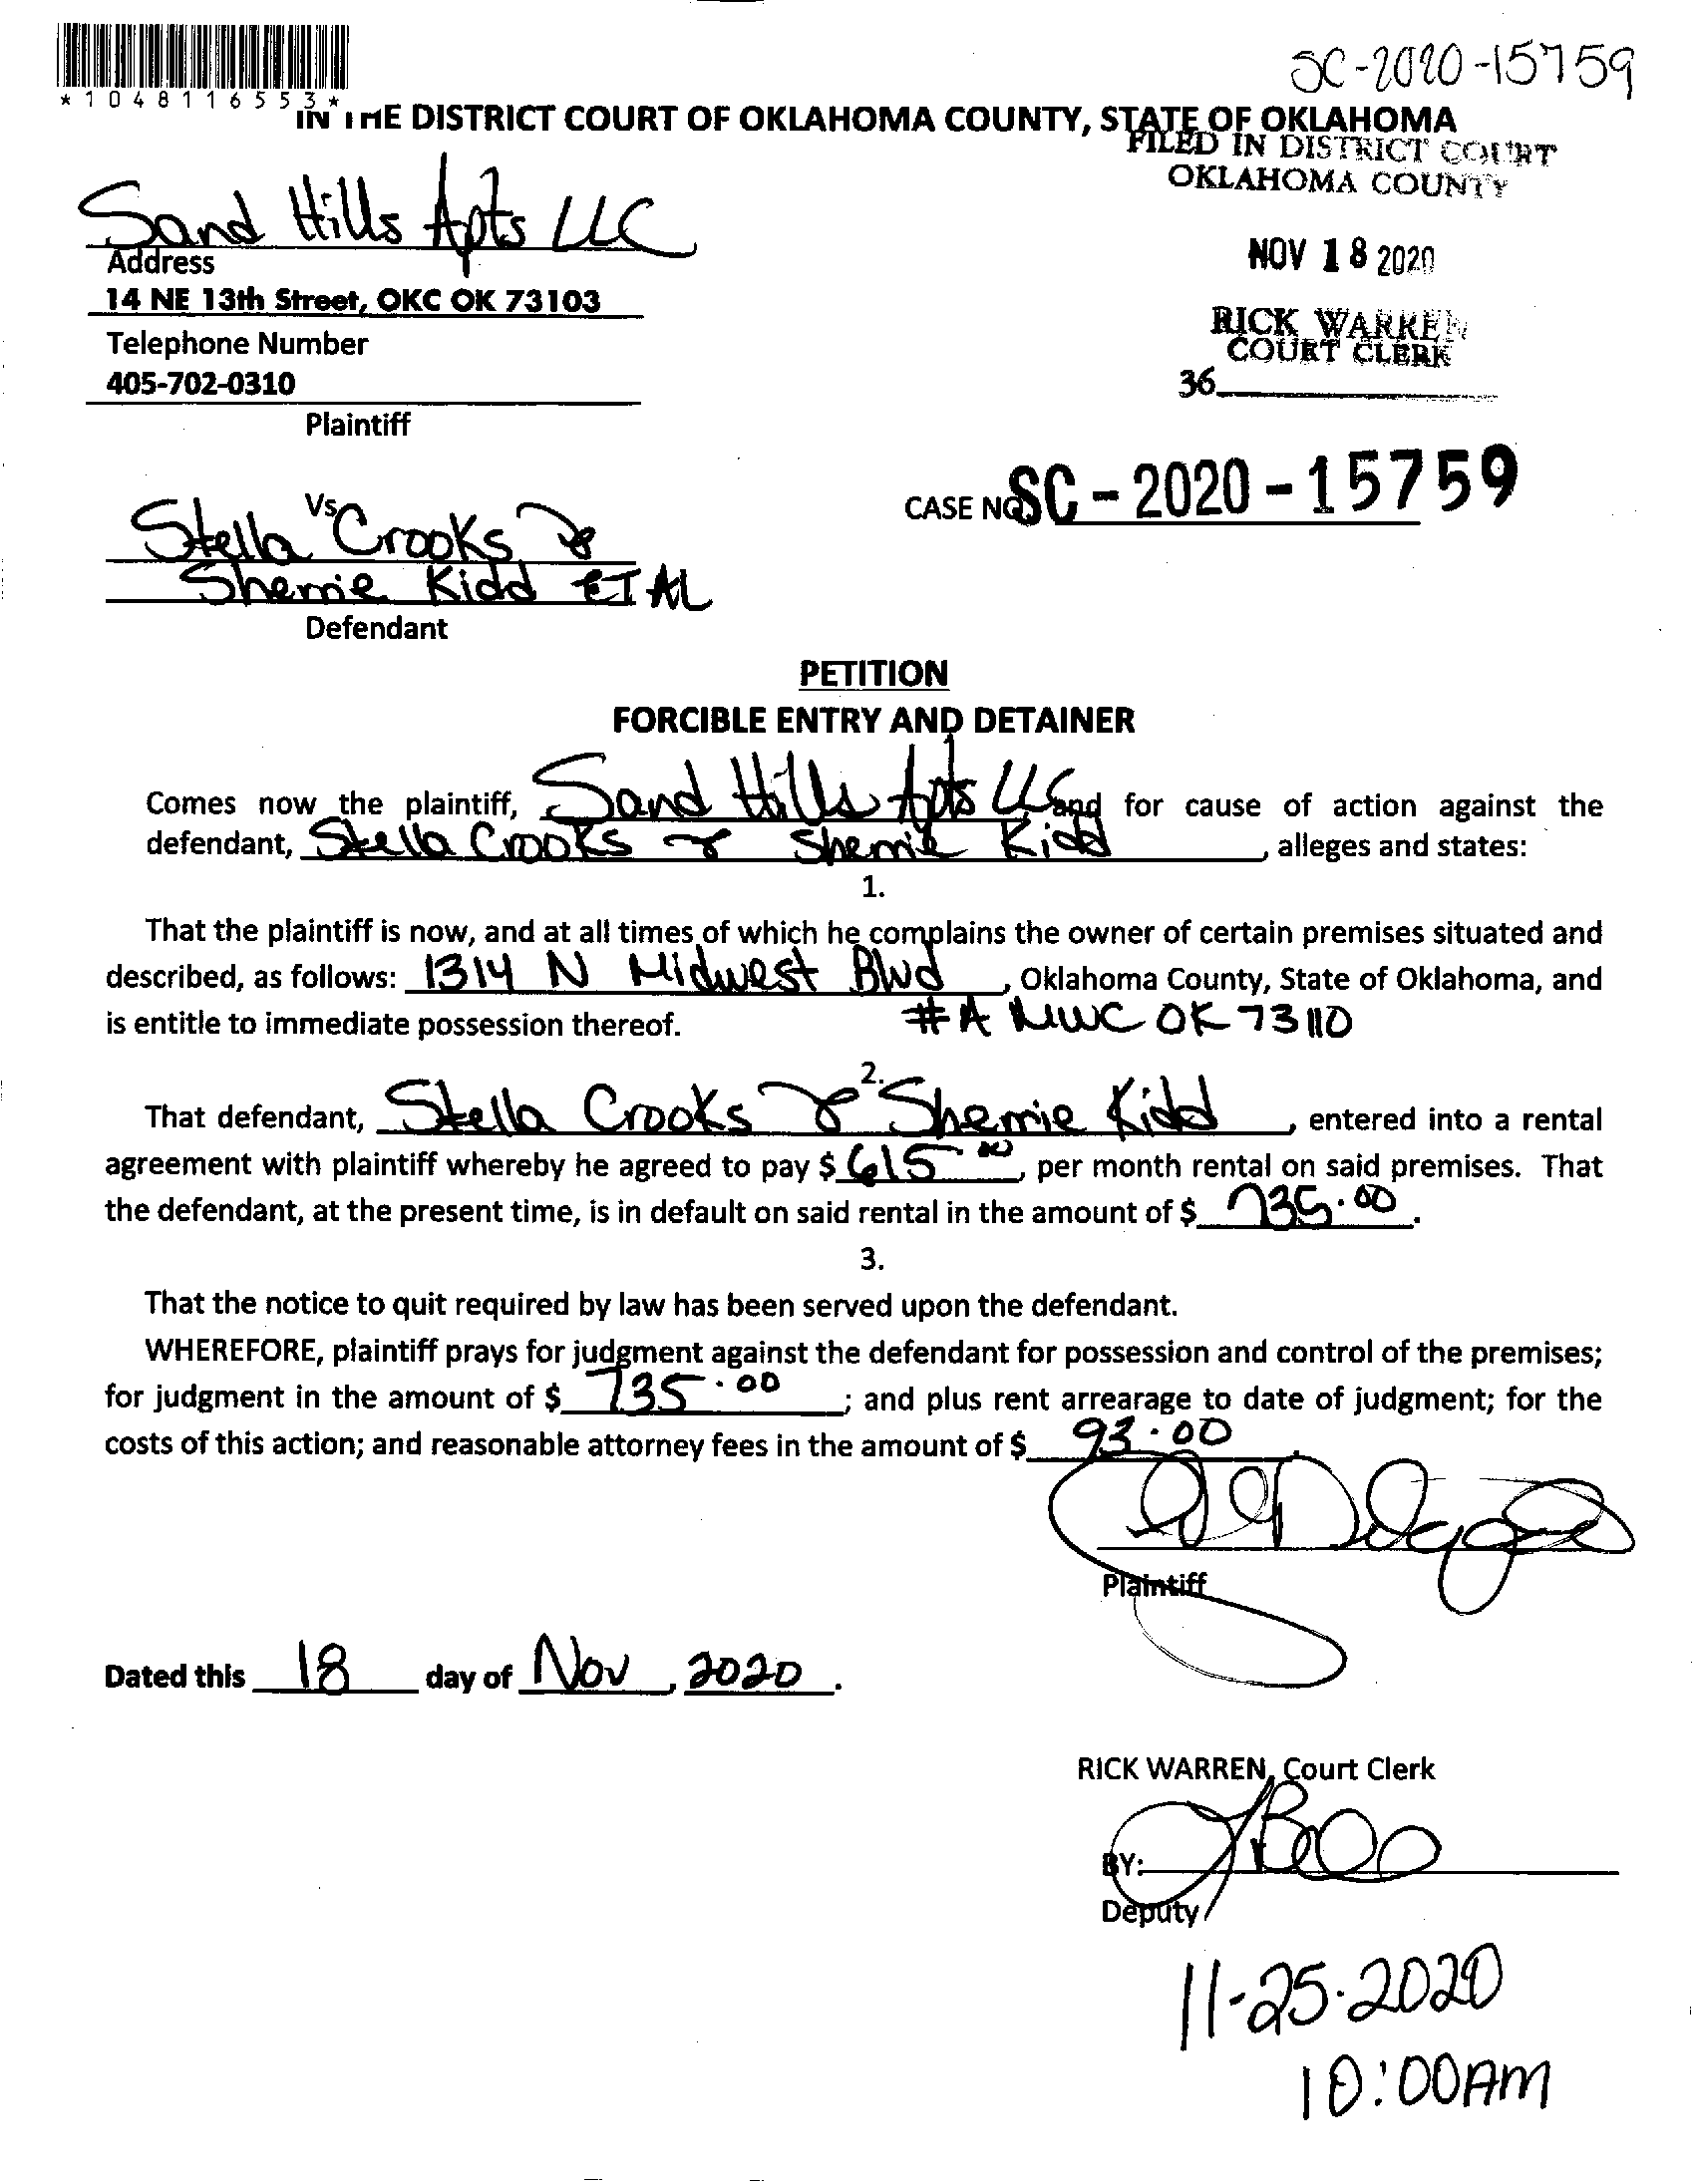 SC-2020-15759
*1048116553*
IN THE DISTRICT COURT OF OKLAHOMA COUNTY, STATE OF OKLAHOMA
FILED IN DISTRICT COURT
OKLAHOMA COUNTY
Sand Hills Apts LLC
Address
NOV 18 2020
14 NE 13th Street, OKC OK 73103
RICK WARREN
COURT CLERK
Telephone Number
405-702-0310
36
Plaintiff
CASE NO. SC-2020-15759
Vs
Stella Crooks &
Sherrie Kidd ET AL
Defendant
PETITION
FORCIBLE ENTRY AND DETAINER
Comes now the plaintiff, Sand Hills Apts LLC and for cause of action against the
defendant, Stella Crooks & Sherrie Kidd, alleges and states:
1.
That the plaintiff is now, and at all times of which he complains the owner of certain premises situated and
described, as follows: 1314 N Midwest Blvd, Oklahoma County, State of Oklahoma, and
is entitle to immediate possession thereof. #A MWC OK 73110
2.
That defendant, Stella Crooks & Sherrie Kidd, entered into a rental
agreement with plaintiff whereby he agreed to pay $ 615 00, per month rental on said premises. That
the defendant, at the present time, is in default on said rental in the amount of $ 735.00.
3.
That the notice to quit required by law has been served upon the defendant.
WHEREFORE, plaintiff prays for judgment against the defendant for possession and control of the premises;
for judgment in the amount of $ 735.00; and plus rent arrearage to date of judgment; for the
costs of this action; and reasonable attorney fees in the amount of $ 93.00.
Plaintiff
Dated this 18 day of Nov, 2020.
RICK WARREN, Court Clerk
BY:
Deputy
11-25-2020
10:00AM